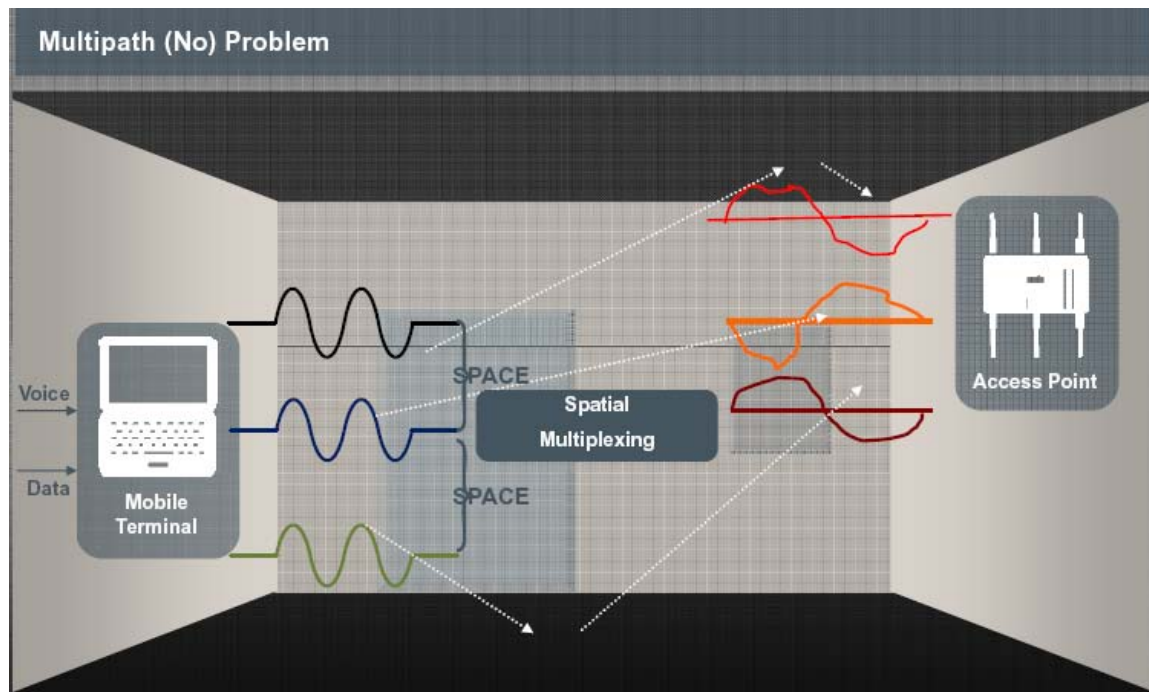 Multipath (No) Problem
Voice
Data
Mobile
Terminal
SPACE
SPACE
Spatial
Multiplexing
Access Point